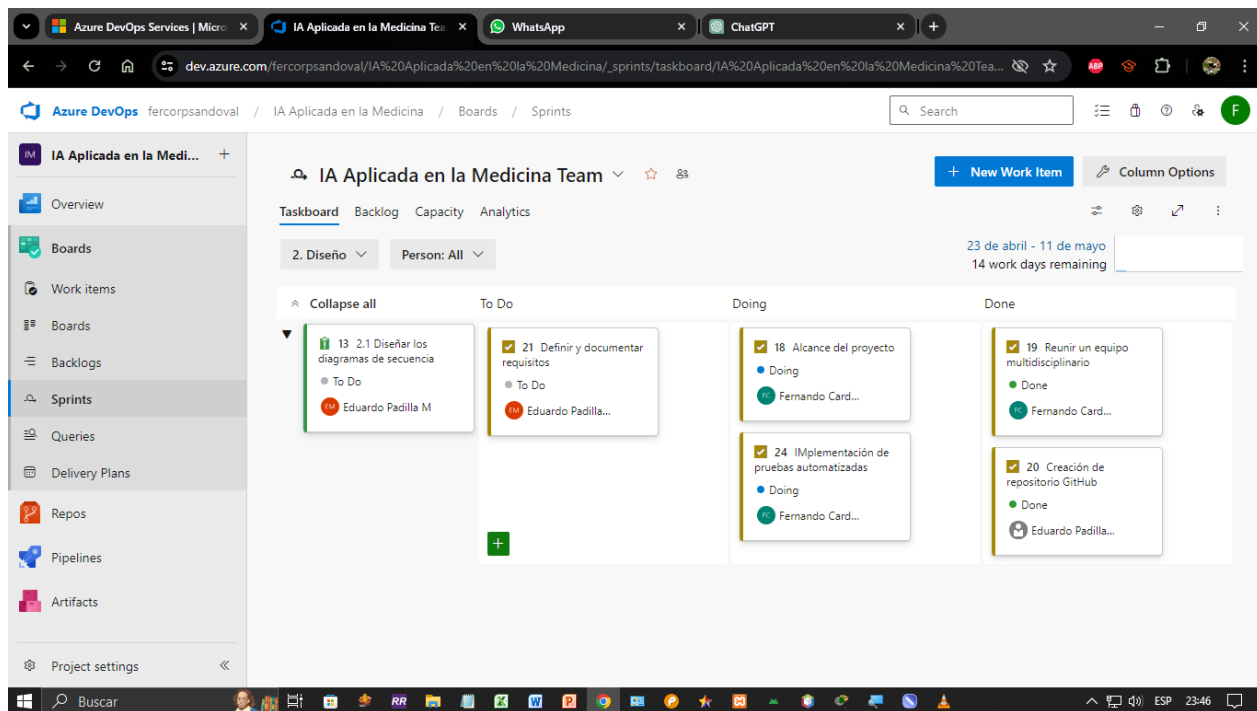 Azure DevOps Services | Micro
IA Aplicada en la Medicina Tea
WhatsApp
ChatGPT
dev.azure.com/fercorpsandoval/IA%20Aplicada%20en%20la%20Medicina/_sprints/taskboard/IA%20Aplicada%20en%20la%20Medicina%20Tea...
ABP
Azure DevOps fercorpsandoval / IA Aplicada en la Medicina / Boards / Sprints
Search
F
IM IA Aplicada en la Medi...
Overview
Boards
Work items
Boards
Backlogs
Sprints
Queries
Delivery Plans
Repos
Pipelines
Artifacts
Project settings
IA Aplicada en la Medicina Team
New Work Item
Column Options
Taskboard Backlog Capacity Analytics
2. Diseño
Person: All
23 de abril - 11 de mayo
14 work days remaining
Collapse all
To Do
Doing
Done
13 2.1 Diseñar los
diagramas de secuencia
To Do
EM Eduardo Padilla M
21 Definir y documentar
requisitos
To Do
EM Eduardo Padilla...
18 Alcance del proyecto
Doing
FC Fernando Card...
24 IMplementación de
pruebas automatizadas
Doing
FC Fernando Card...
19 Reunir un equipo
multidisciplinario
Done
FC Fernando Card...
20 Creación de
repositorio GitHub
Done
Eduardo Padilla...
Buscar
RR
ESP 23:46